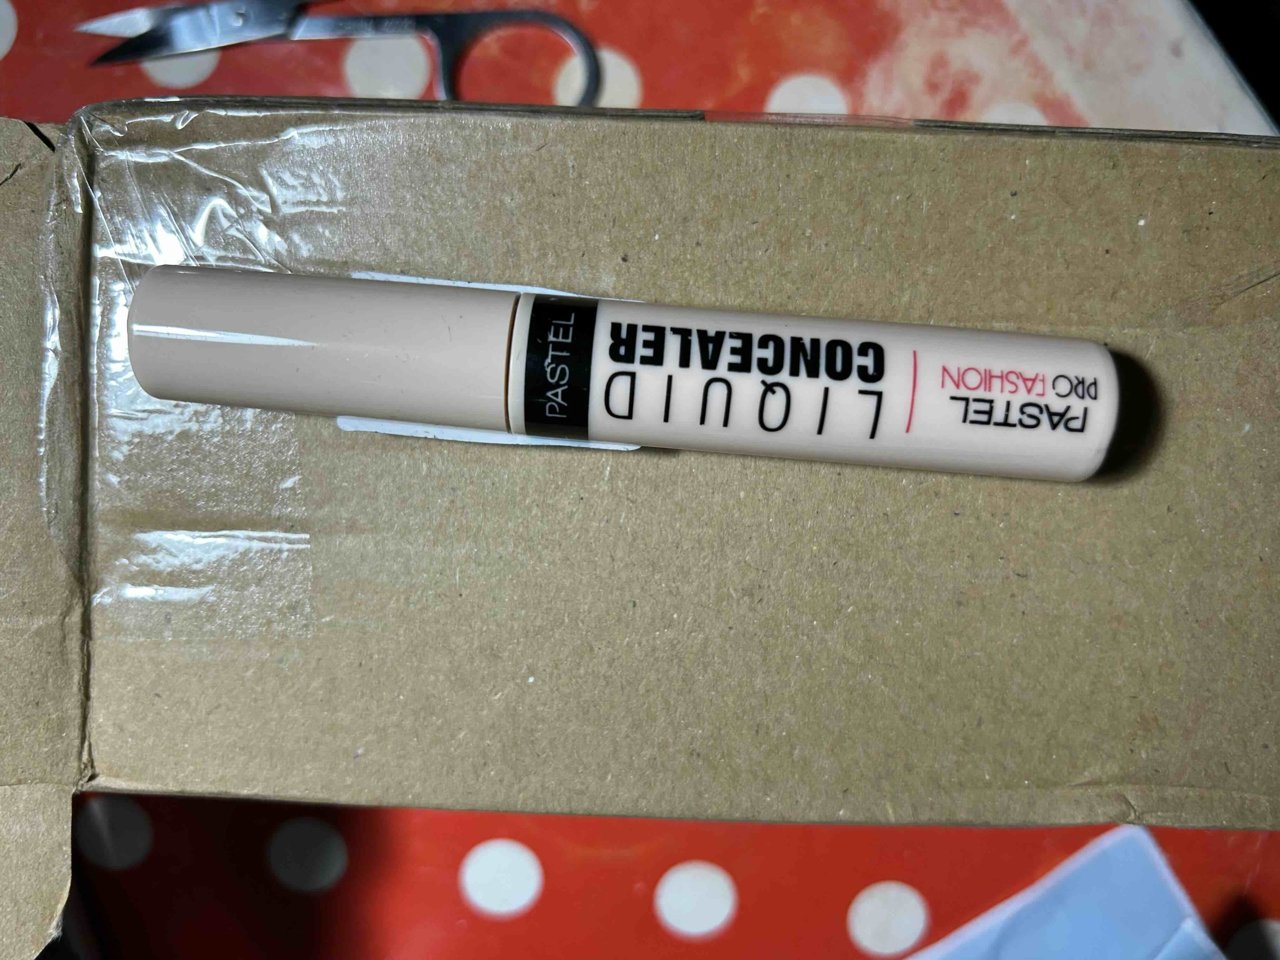 PASTEL
PRO FASHION
LIQUID
CONCEALER
PASTEL